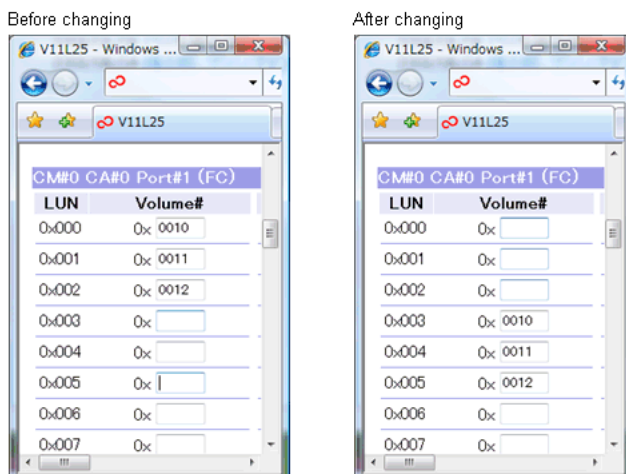 Before changing
V11L25 - Windows ...
V11L25
CM#0 CA#0 Port#1 (FC)
LUN Volume#
0x000 0x 0010
0x001 0x 0011
0x002 0x 0012
0x003 0x
0x004 0x
0x005 0x
0x006 0x
0x007 0x
After changing
V11L25 - Windows ...
V11L25
CM#0 CA#0 Port#1 (FC)
LUN Volume#
0x000 0x
0x001 0x
0x002 0x
0x003 0x 0010
0x004 0x 0011
0x005 0x 0012
0x006 0x
0x007 0x